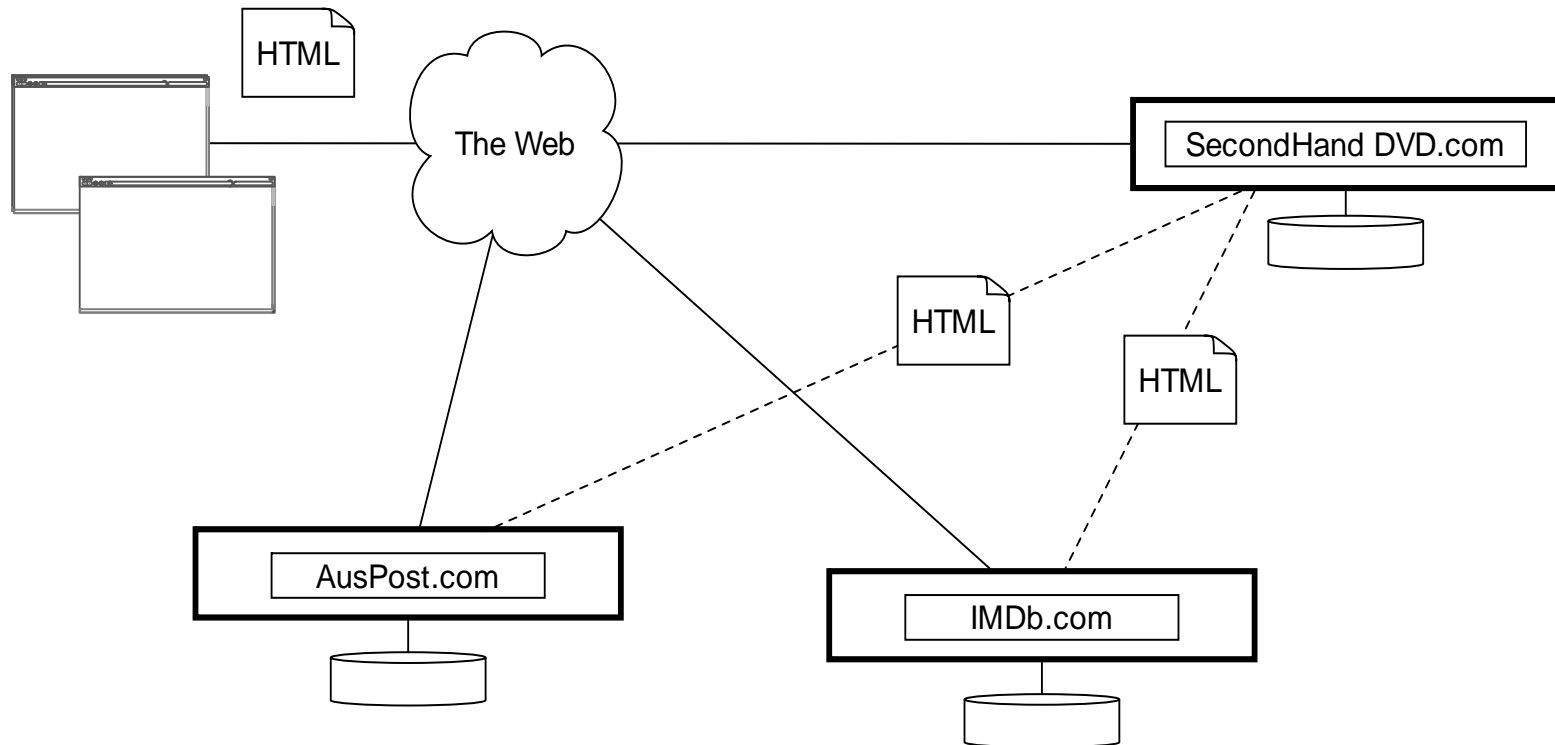 HTML
The Web
SecondHand DVD.com
HTML
HTML
AusPost.com
IMDb.com